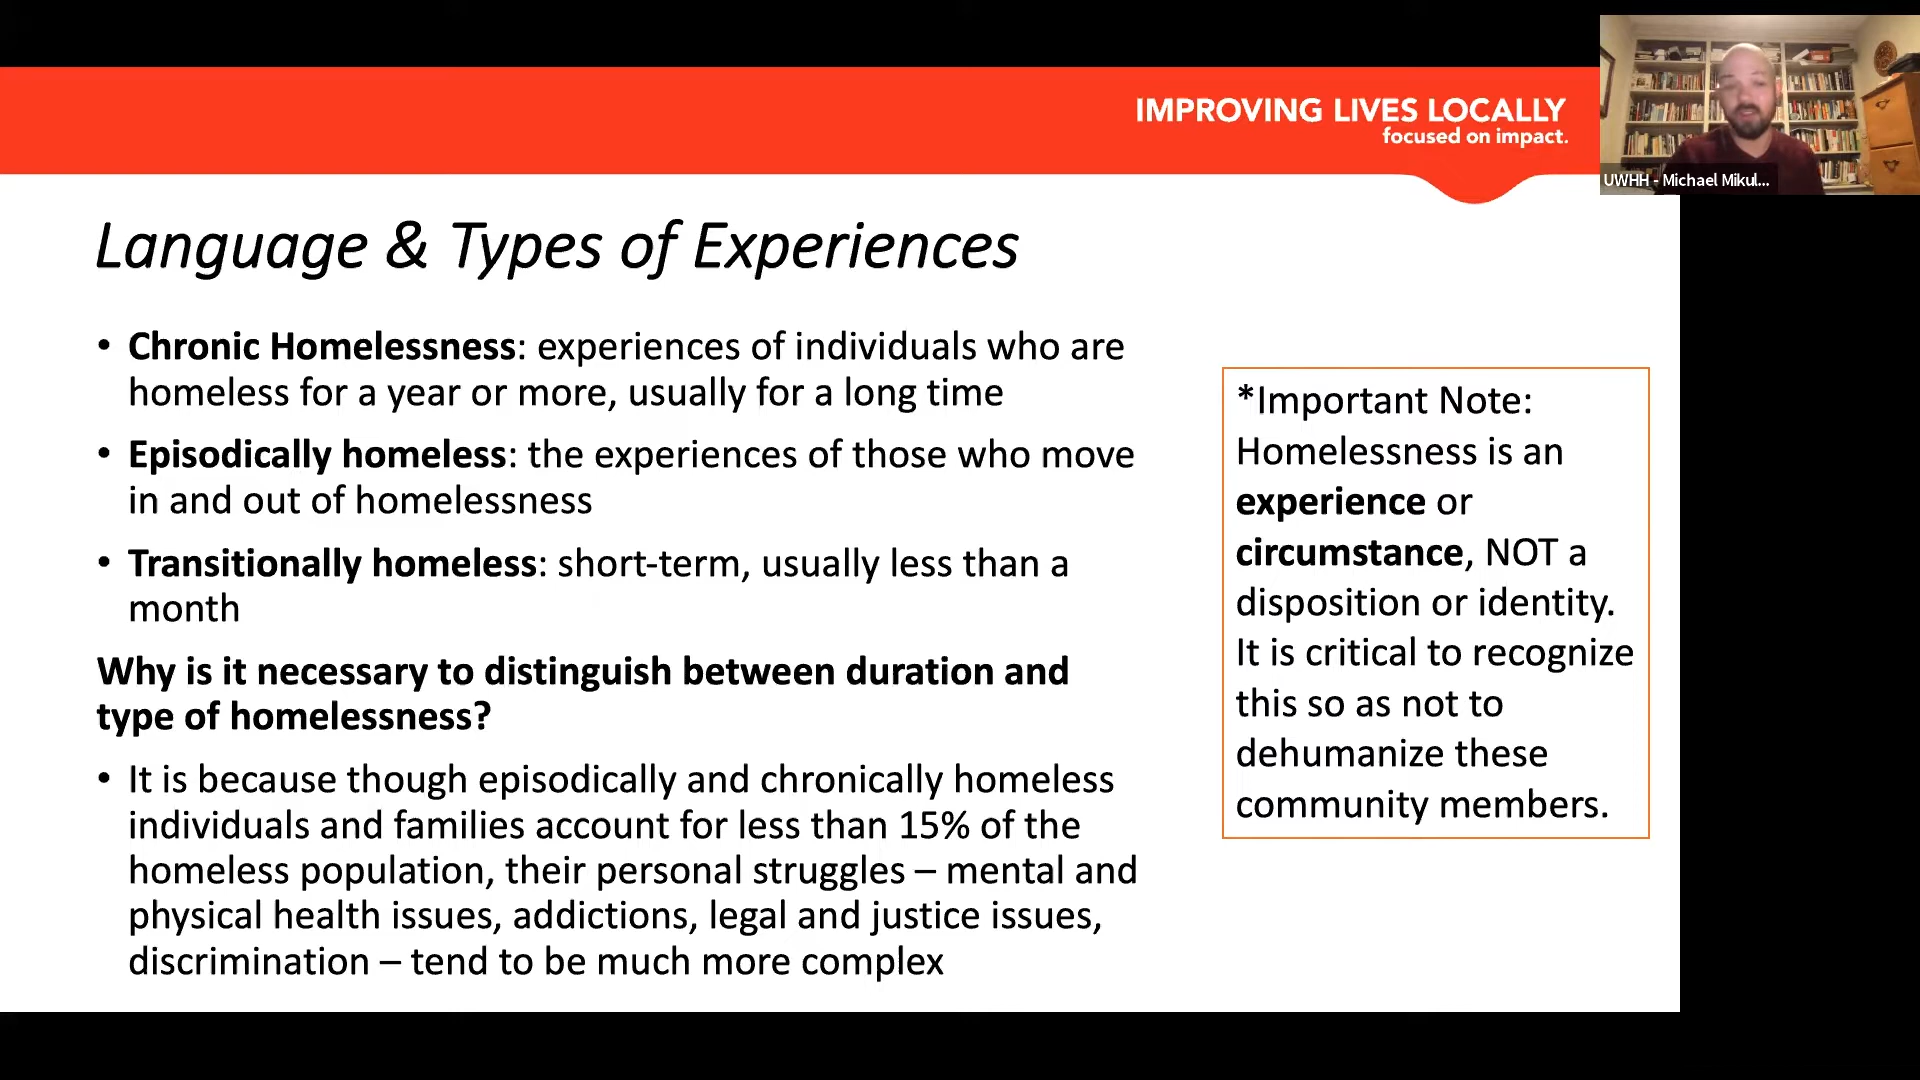 IMPROVING LIVES LOCALLY
focused on impact.
UWHH - Michael Mikul...
Language & Types of Experiences
• Chronic Homelessness: experiences of individuals who are
homeless for a year or more, usually for a long time
• Episodically homeless: the experiences of those who move
in and out of homelessness
• Transitionally homeless: short-term, usually less than a
month
Why is it necessary to distinguish between duration and
type of homelessness?
• It is because though episodically and chronically homeless
individuals and families account for less than 15% of the
homeless population, their personal struggles – mental and
physical health issues, addictions, legal and justice issues,
discrimination – tend to be much more complex
*Important Note:
Homelessness is an
experience or
circumstance, NOT a
disposition or identity.
It is critical to recognize
this so as not to
dehumanize these
community members.